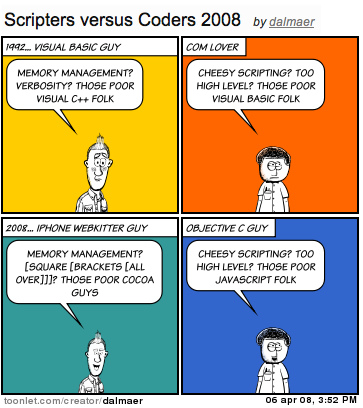 Scripters versus Coders 2008 by dalmaer
1992... VISUAL BASIC GUY
MEMORY MANAGEMENT?
VERBOSITY? THOSE POOR
VISUAL C++ FOLK
COM LOVER
CHEESY SCRIPTING? TOO
HIGH LEVEL? THOSE POOR
VISUAL BASIC FOLK
2008... IPHONE WEBKITTER GUY
MEMORY MANAGEMENT?
[SQUARE [BRACKETS [ALL
OVER]]]? THOSE POOR COCOA
GUYS
OBJECTIVE C GUY
CHEESY SCRIPTING? TOO
HIGH LEVEL? THOSE POOR
JAVASCRIPT FOLK
toonlet.com/creator/dalmaer
06 apr 08, 3:52 PM